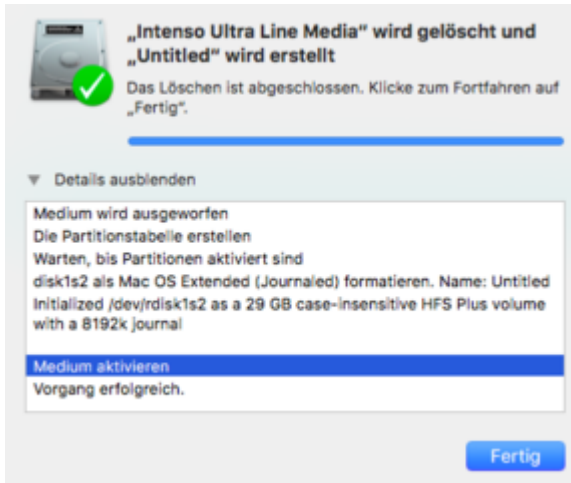 „Intenso Ultra Line Media“ wird gelöscht und
„Untitled“ wird erstellt
Das Löschen ist abgeschlossen. Klicke zum Fortfahren auf
„Fertig“.
Details ausblenden
Medium wird ausgeworfen
Die Partitionstabelle erstellen
Warten, bis Partitionen aktiviert sind
disk1s2 als Mac OS Extended (Journaled) formatieren. Name: Untitled
Initialized /dev/rdisk1s2 as a 29 GB case-insensitive HFS Plus volume
with a 8192k journal
Medium aktivieren
Vorgang erfolgreich.
Fertig